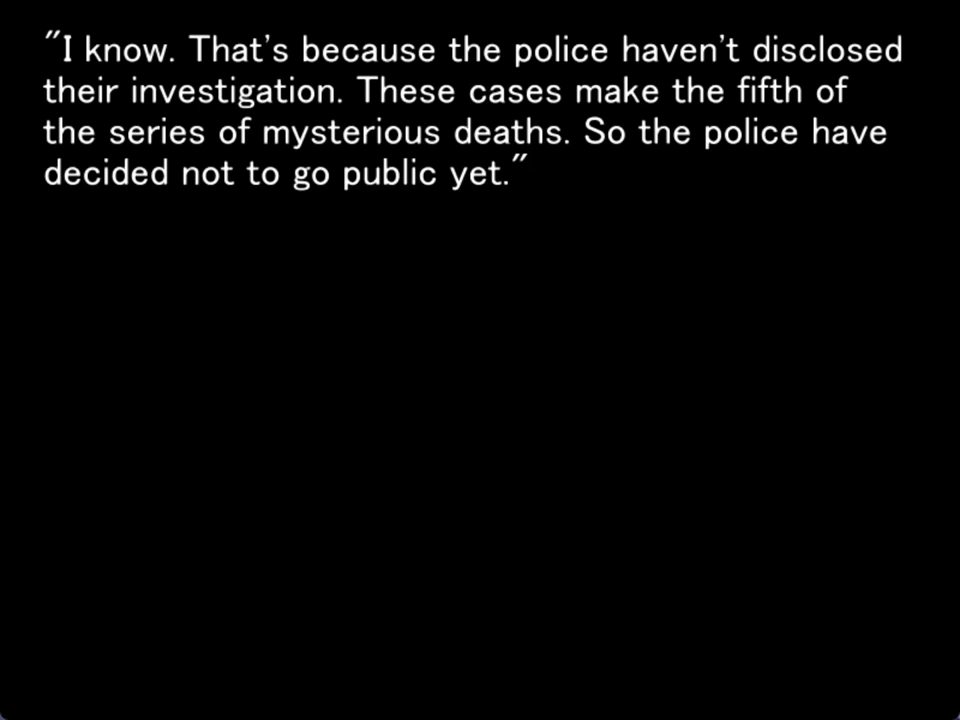 "I know. That's because the police haven't disclosed
their investigation. These cases make the fifth of
the series of mysterious deaths. So the police have
decided not to go public yet."